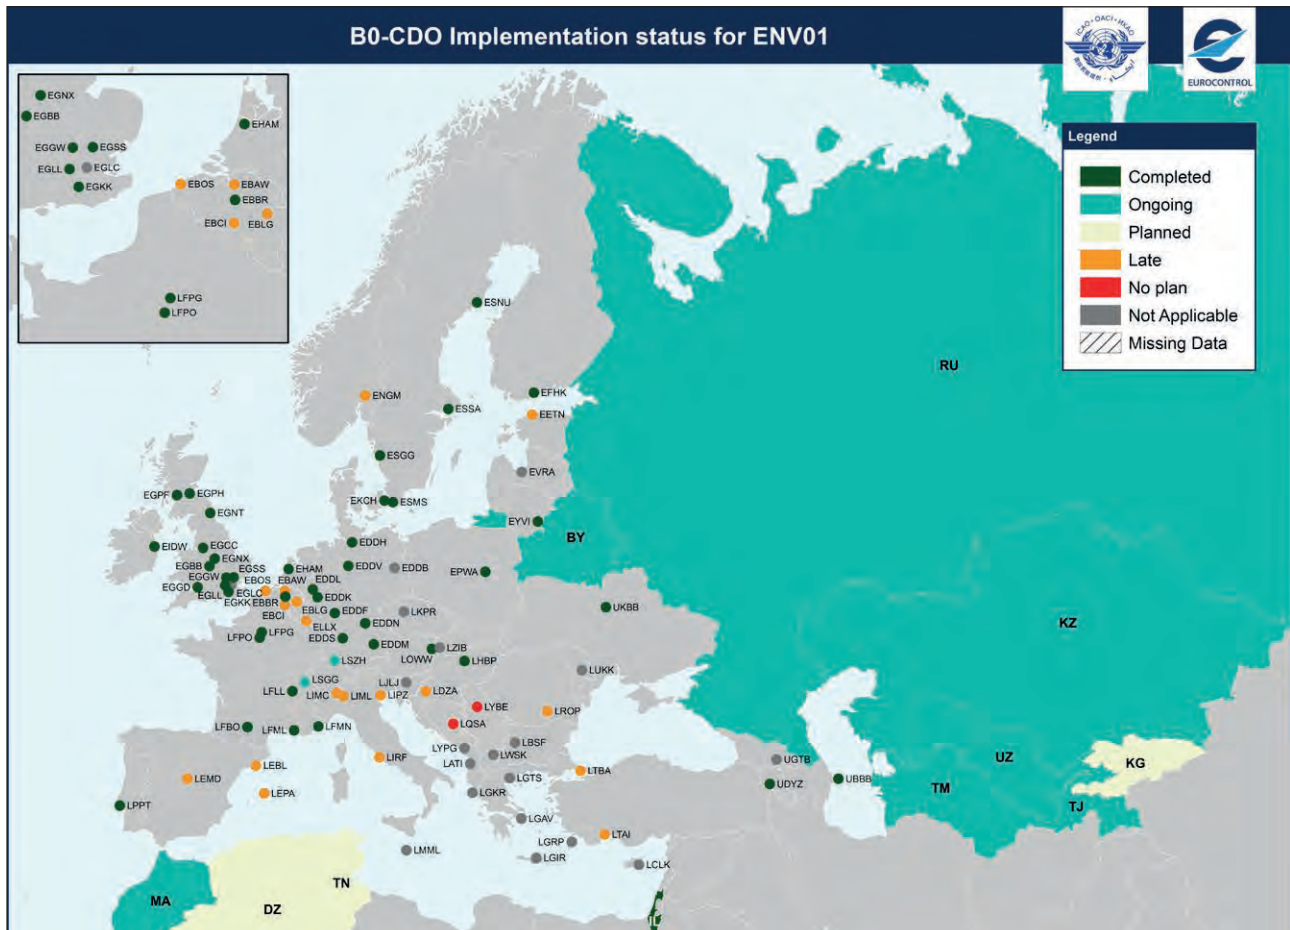 B0-CDO Implementation status for ENV01
ICAO · OACI · ИКАО
EUROCONTROL
Legend
Completed
Ongoing
Planned
Late
No plan
Not Applicable
Missing Data
EGNX
EGBB
EHAM
EGGW
EGSS
EGLL
EGLC
EGKK
EBOS
EBAW
EBBR
EBCI
EBLG
LFPG
LFPO
ESNU
RU
ENGM
EFHK
ESSA
EETN
ESGG
EVRA
EGPF
EGPH
EKCH
ESMS
EGNT
EYVI
BY
EIDW
EGCC
EDDH
EGNX
EGBB
EGSS
EHAM
EDDV
EDDB
EPWA
EGGW
EBOS
EBAW
EDDL
EGGD
EGLC
EDDK
EGLL
EGKK
EBBR
EBLG
EDDF
LKPR
UKBB
EBCI
ELLX
EDDN
KZ
LFPG
LFPO
EDDS
EDDM
LZIB
LOWW
LHBP
LSZH
LUKK
LSGG
LJLJ
LFLL
LIMC
LIML
LIPZ
LDZA
LYBE
LROP
LQSA
LFBO
LFML
LFMN
LYPG
LBSF
LWSK
LIRF
LATI
UGTB
UZ
KG
LEBL
LTBA
LEMD
LGTS
UDYZ
UBBB
TM
LEPA
LGKR
TJ
LPPT
LGAV
LTAI
LGRP
LMML
LGIR
LCLK
TN
MA
DZ
IL